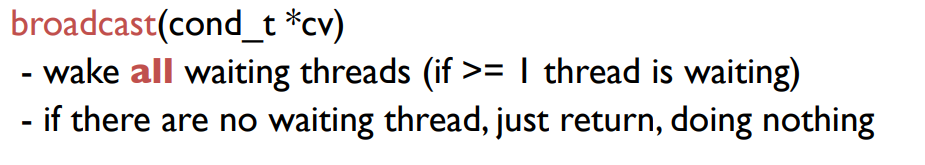 broadcast(cond_t *cv)
- wake all waiting threads (if >= 1 thread is waiting)
- if there are no waiting thread, just return, doing nothing